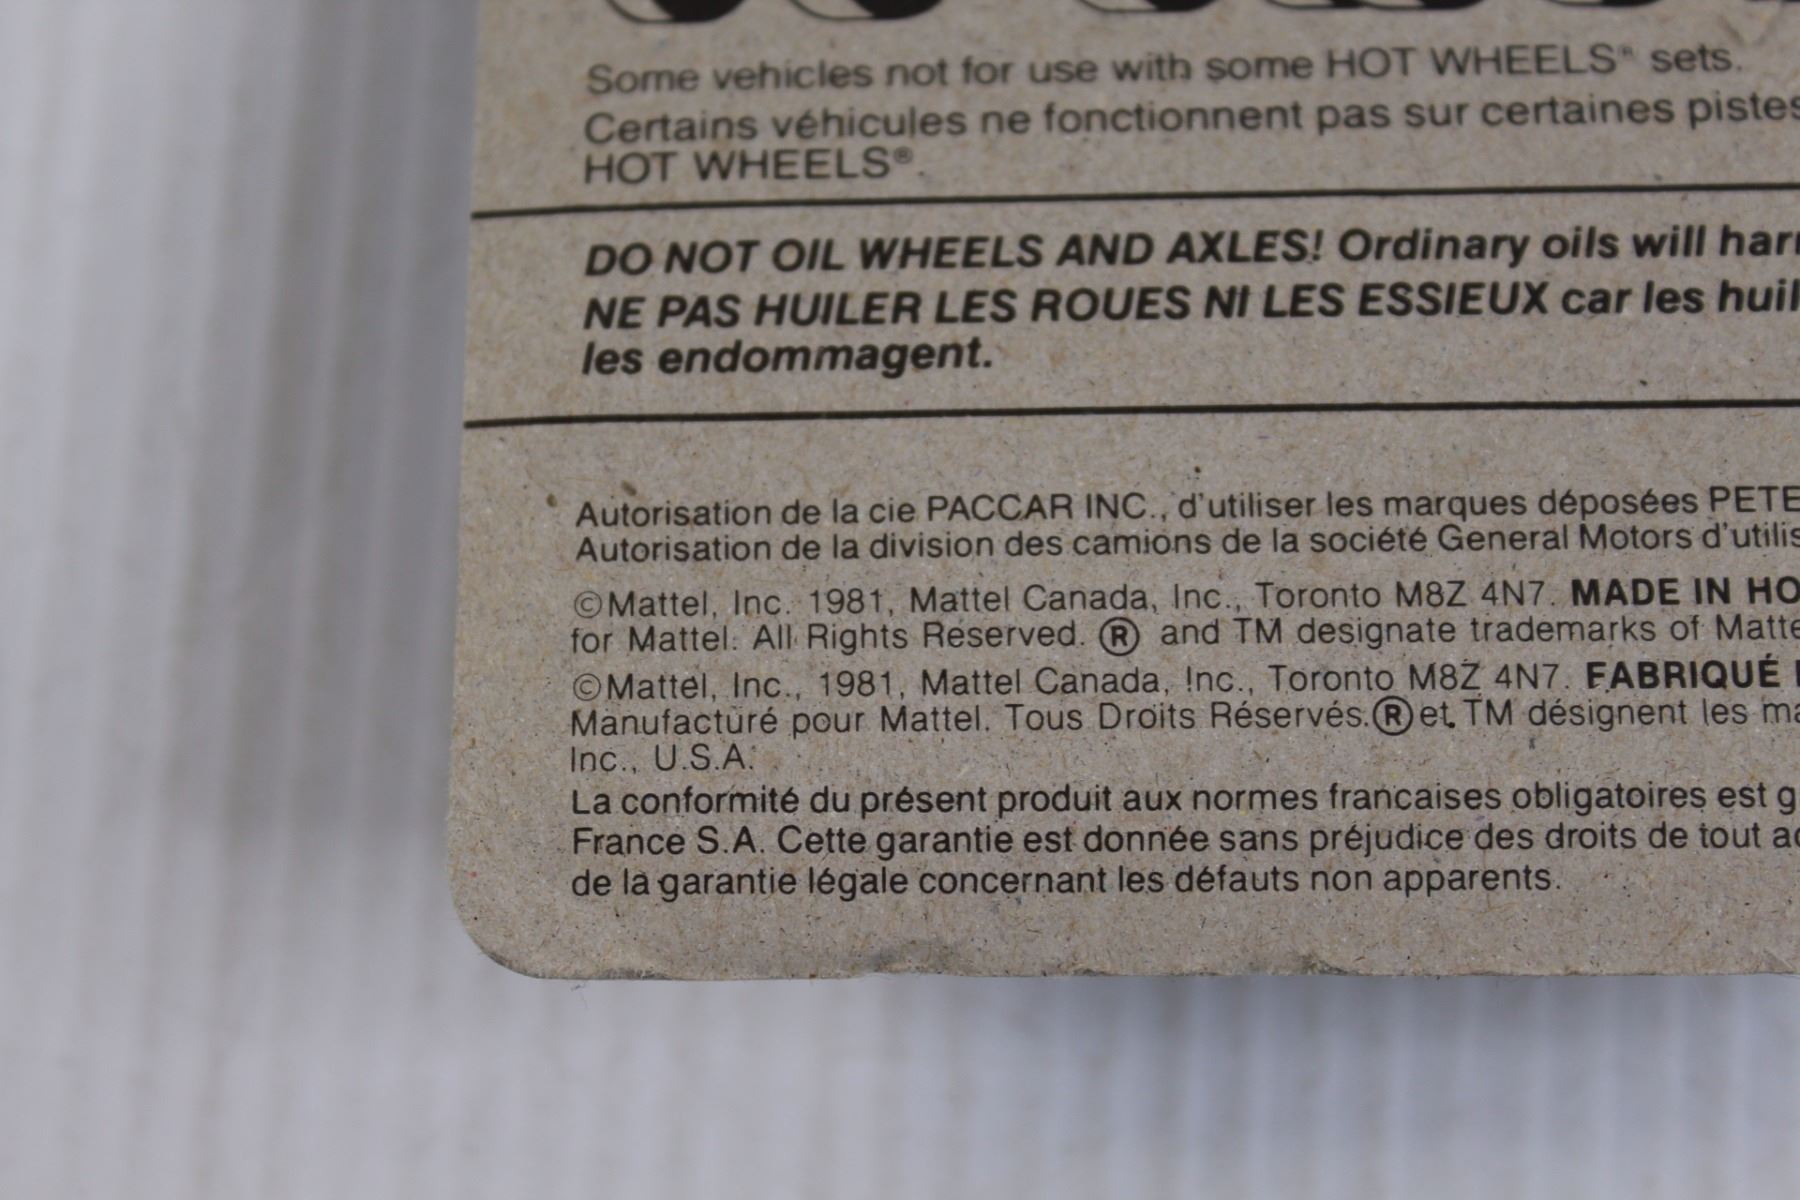 Some vehicles not for use with some HOT WHEELS® sets.
Certains véhicules ne fonctionnent pas sur certaines pistes
HOT WHEELS®.
DO NOT OIL WHEELS AND AXLES! Ordinary oils will har
NE PAS HUILER LES ROUES NI LES ESSIEUX car les huil
les endommagent.
Autorisation de la cie PACCAR INC., d'utiliser les marques déposées PETE
Autorisation de la division des camions de la société General Motors d'utilis
©Mattel, Inc. 1981, Mattel Canada, Inc., Toronto M8Z 4N7. MADE IN HO
for Mattel. All Rights Reserved. ® and TM designate trademarks of Matte
©Mattel, Inc., 1981, Mattel Canada, Inc., Toronto M8Z 4N7. FABRIQUÉ
Manufacturé pour Mattel. Tous Droits Réservés.® et TM désignent les ma
Inc., U.S.A.
La conformité du présent produit aux normes francaises obligatoires est g
France S.A. Cette garantie est donnée sans préjudice des droits de tout ac
de la garantie légale concernant les défauts non apparents.